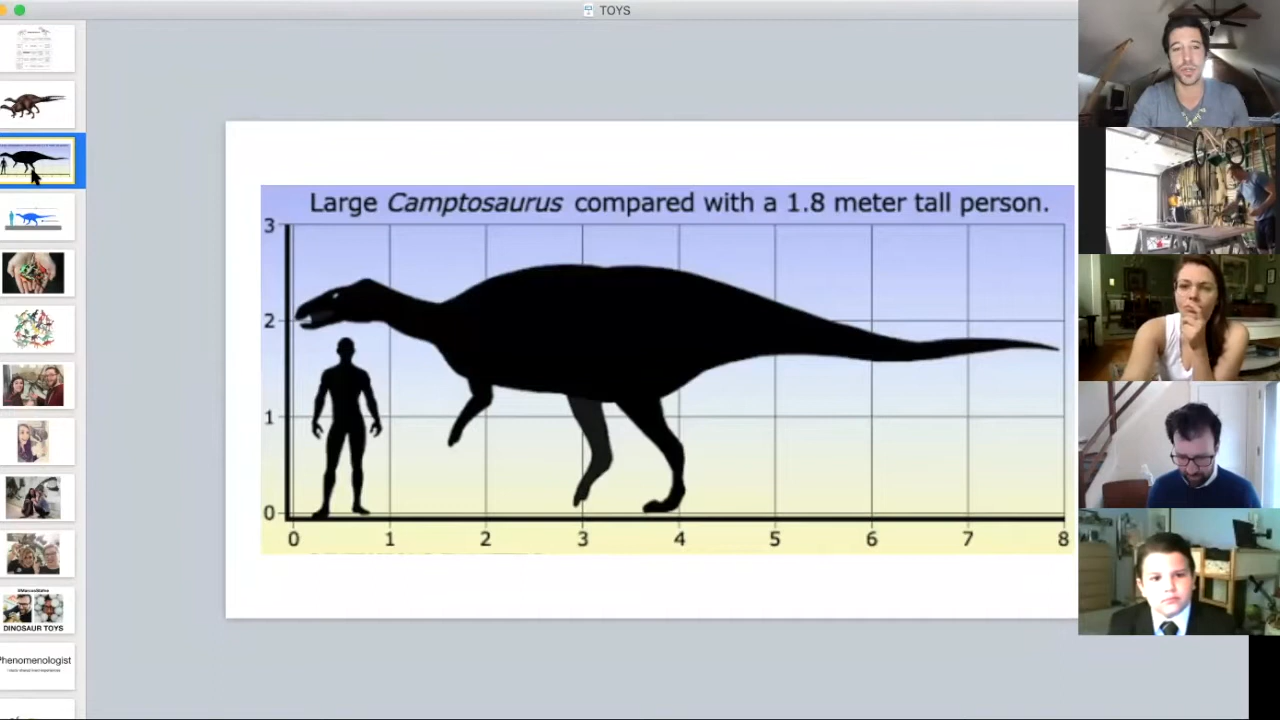 TOYS
Large Camptosaurus compared with a 1.8 meter tall person.
3
2
1
0
0 1 2 3 4 5 6 7 8
DINOSAUR TOYS
Phenomenologist